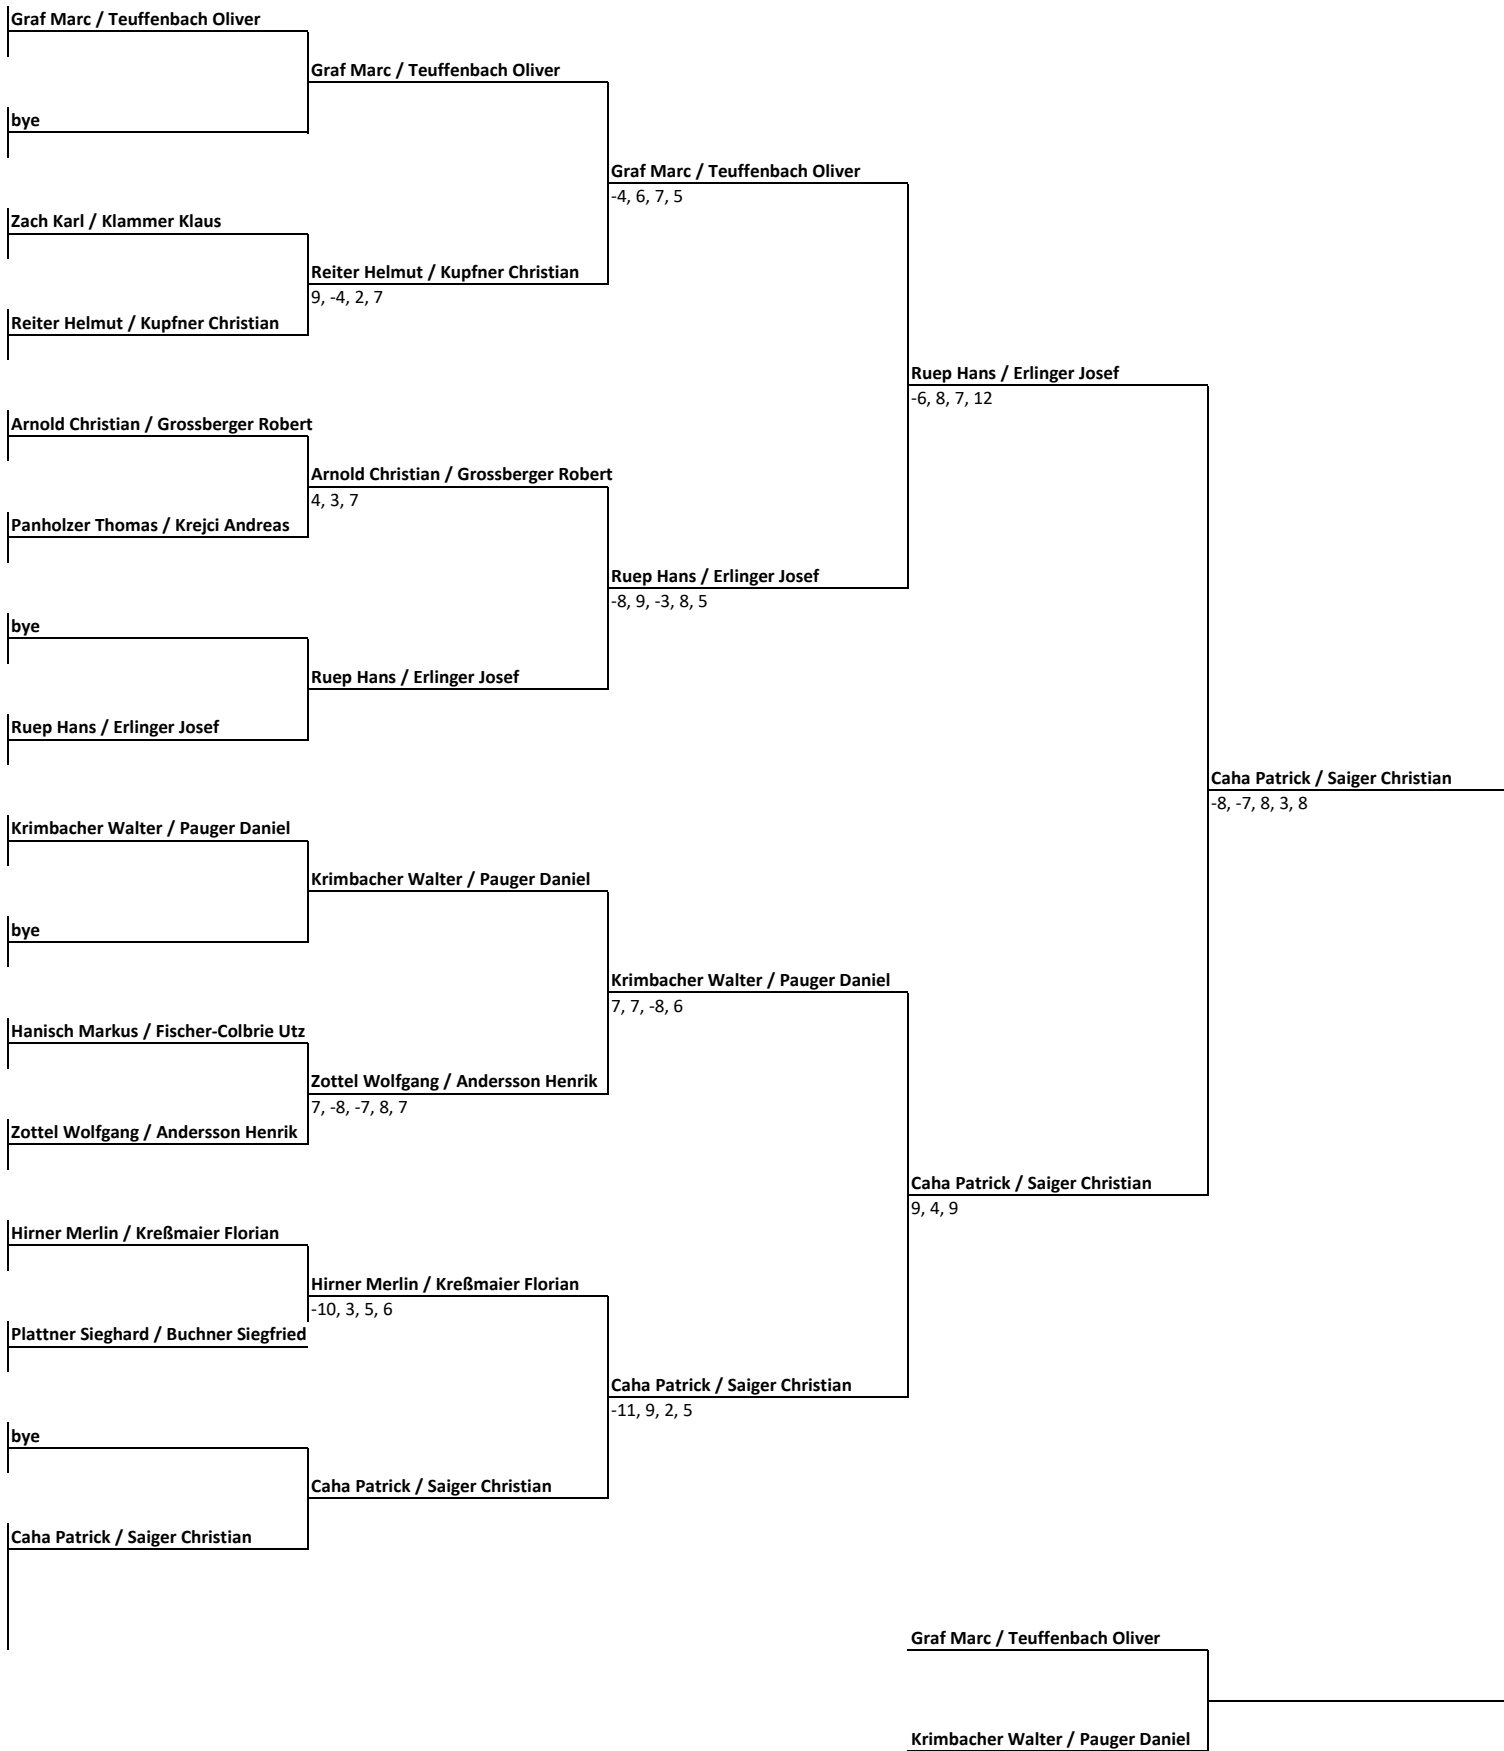 Graf Marc / Teuffenbach Oliver
Graf Marc / Teuffenbach Oliver
bye
Graf Marc / Teuffenbach Oliver
-4, 6, 7, 5
Zach Karl / Klammer Klaus
Reiter Helmut / Kupfner Christian
9, -4, 2, 7
Reiter Helmut / Kupfner Christian
Ruep Hans / Erlinger Josef
-6, 8, 7, 12
Arnold Christian / Grossberger Robert
Arnold Christian / Grossberger Robert
4, 3, 7
Panholzer Thomas / Krejci Andreas
Ruep Hans / Erlinger Josef
-8, 9, -3, 8, 5
bye
Ruep Hans / Erlinger Josef
Ruep Hans / Erlinger Josef
Caha Patrick / Saiger Christian
-8, -7, 8, 3, 8
Krimbacher Walter / Pauger Daniel
Krimbacher Walter / Pauger Daniel
bye
Krimbacher Walter / Pauger Daniel
7, 7, -8, 6
Hanisch Markus / Fischer-Colbrie Utz
Zottel Wolfgang / Andersson Henrik
7, -8, -7, 8, 7
Zottel Wolfgang / Andersson Henrik
Caha Patrick / Saiger Christian
9, 4, 9
Hirner Merlin / Kreßmaier Florian
Hirner Merlin / Kreßmaier Florian
-10, 3, 5, 6
Plattner Sieghard / Buchner Siegfried
Caha Patrick / Saiger Christian
-11, 9, 2, 5
bye
Caha Patrick / Saiger Christian
Caha Patrick / Saiger Christian
Graf Marc / Teuffenbach Oliver
Krimbacher Walter / Pauger Daniel